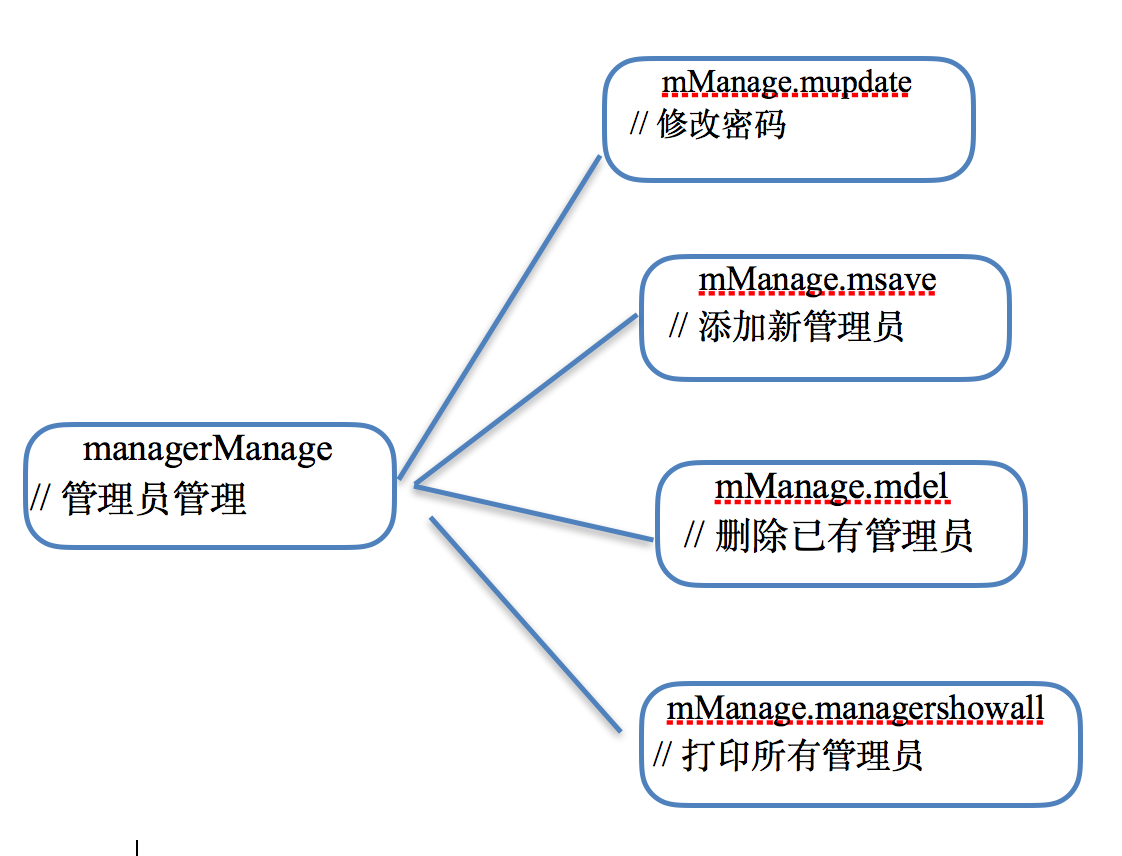 mManage.mupdate
// 修改密码
mManage.msave
// 添加新管理员
managerManage
// 管理员管理
mManage.mdel
// 删除已有管理员
mManage.managershowall
// 打印所有管理员